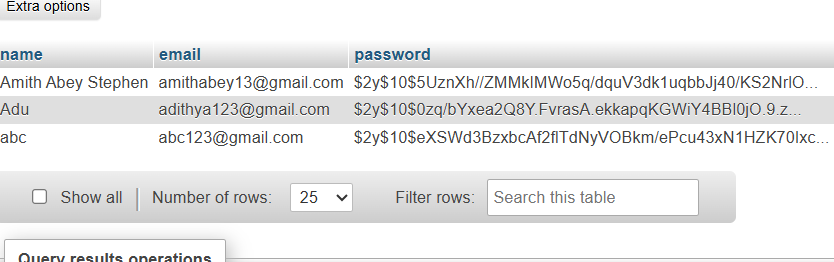 Extra options
name email password
Amith Abey Stephen amithabey13@gmail.com $2y$10$5UznXh//ZMMklMWo5q/dquV3dk1uqbbJj40/KS2NrlO...
Adu adithya123@gmail.com $2y$10$0zq/bYxea2Q8Y.FvrasA.ekkapqKGWiY4BBl0jO.9.z...
abc abc123@gmail.com $2y$10$eXSWd3BzxbcAf2flTdNyVOBkm/ePcu43xN1HZK70Ixc...
Show all Number of rows: 25 Filter rows: Search this table
Query results operations